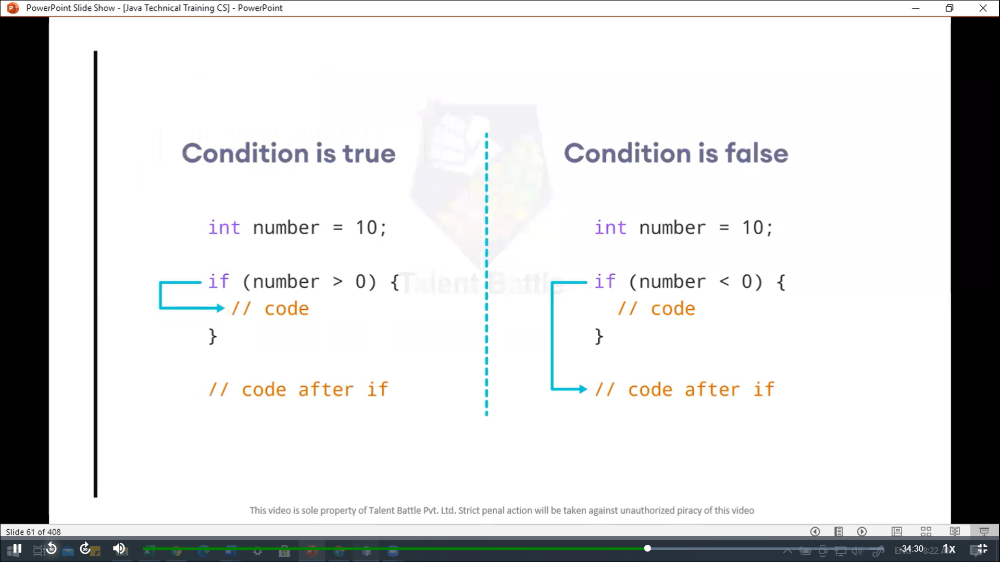 PowerPoint Slide Show - [Java Technical Training CS] - PowerPoint
Condition is true
int number = 10;
if (number > 0) {
// code
}
// code after if
Condition is false
int number = 10;
if (number < 0) {
// code
}
// code after if
Talent Battle
This video is sole property of Talent Battle Pvt. Ltd. Strict penal action will be taken against unauthorized piracy of this video
Slide 61 of 408
10
30
-34:30
1x